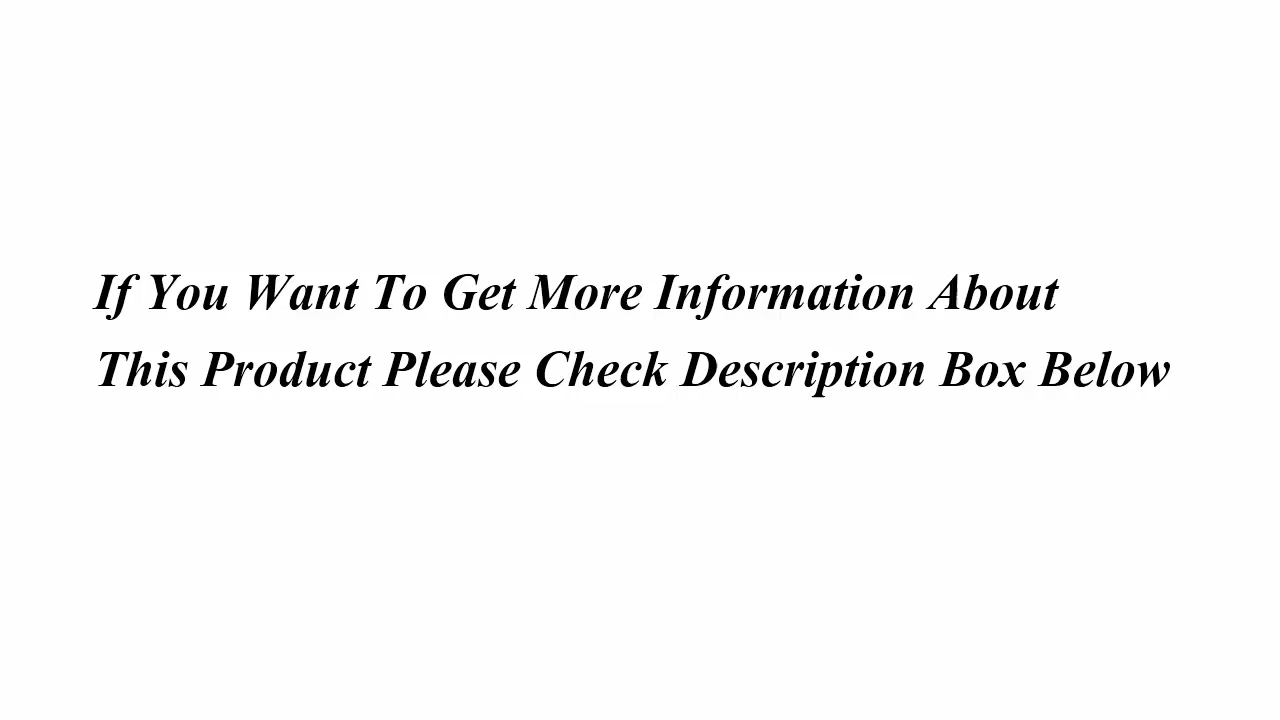 If You Want To Get More Information About
This Product Please Check Description Box Below